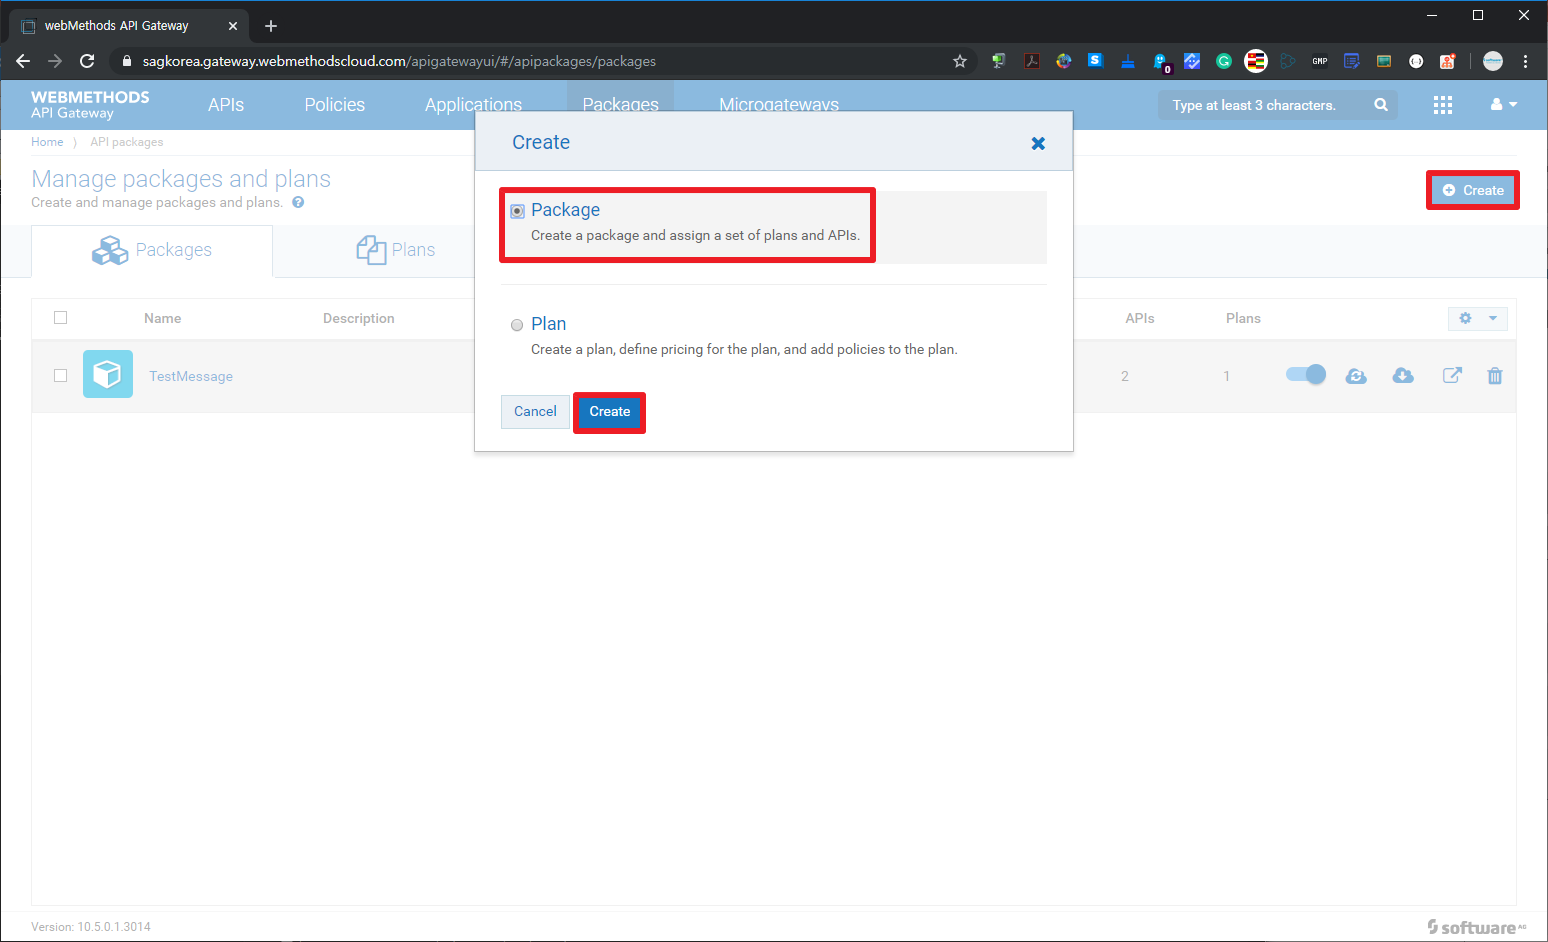 webMethods API Gateway
sagkorea.gateway.webmethodscloud.com/apigatewayui/#/apipackages/packages
S
0
G
GMP
WEBMETHODS
API Gateway
APIs
Policies
Applications
Packages
Microgateways
Type at least 3 characters.
Home
API packages
Manage packages and plans
Create and manage packages and plans.
?
Create
Packages
Plans
Create
Package
Create a package and assign a set of plans and APIs.
Plan
Create a plan, define pricing for the plan, and add policies to the plan.
Cancel
Create
Name
Description
APIs
Plans
TestMessage
2
1
Version: 10.5.0.1.3014
software AG